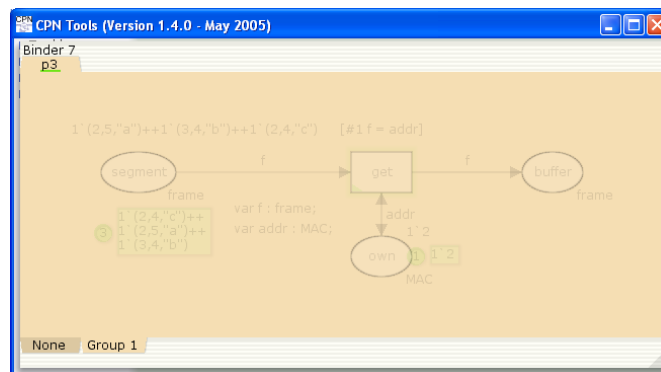 CPN Tools (Version 1.4.0 - May 2005)
Binder 7
p3
1`(2,5,"a")++1`(3,4,"b")++1`(2,4,"c")
[#1 f = addr]
segment
f
get
f
buffer
frame
frame
3
1`(2,4,"c")++
1`(2,5,"a")++
1`(3,4,"b")
var f : frame;
var addr : MAC;
addr
1`2
own
1
1`2
MAC
None
Group 1